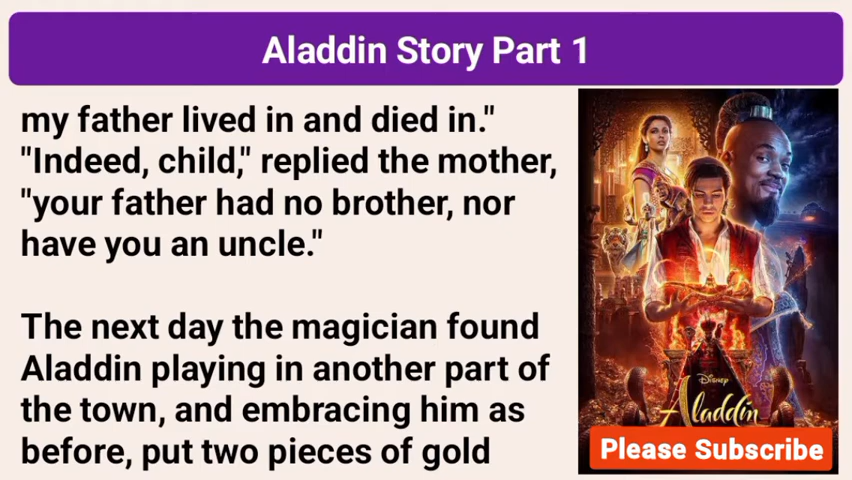 Aladdin Story Part 1
my father lived in and died in."
"Indeed, child," replied the mother,
"your father had no brother, nor
have you an uncle."
The next day the magician found
Aladdin playing in another part of
the town, and embracing him as
before, put two pieces of gold
Disney
Aladdin
Please Subscribe